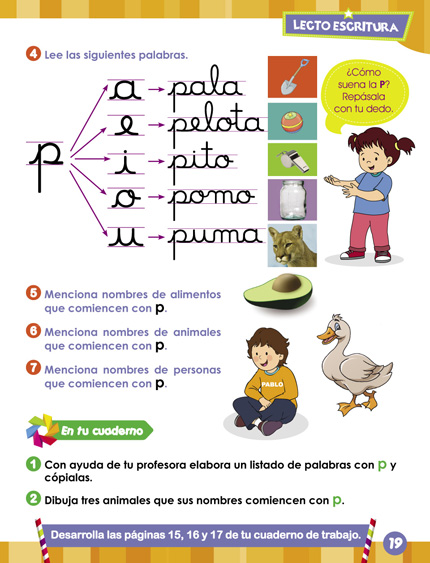 LECTO ESCRITURA
4 Lee las siguientes palabras.
¿Cómo
suena la P?
Repásala
con tu dedo.
p
a pala
e pelota
i pito
o pomo
u puma
5 Menciona nombres de alimentos
que comiencen con p.
6 Menciona nombres de animales
que comiencen con p.
7 Menciona nombres de personas
que comiencen con p.
PABLO
En tu cuaderno
1 Con ayuda de tu profesora elabora un listado de palabras con p y
cópialas.
2 Dibuja tres animales que sus nombres comiencen con p.
Desarrolla las páginas 15, 16 y 17 de tu cuaderno de trabajo.
19